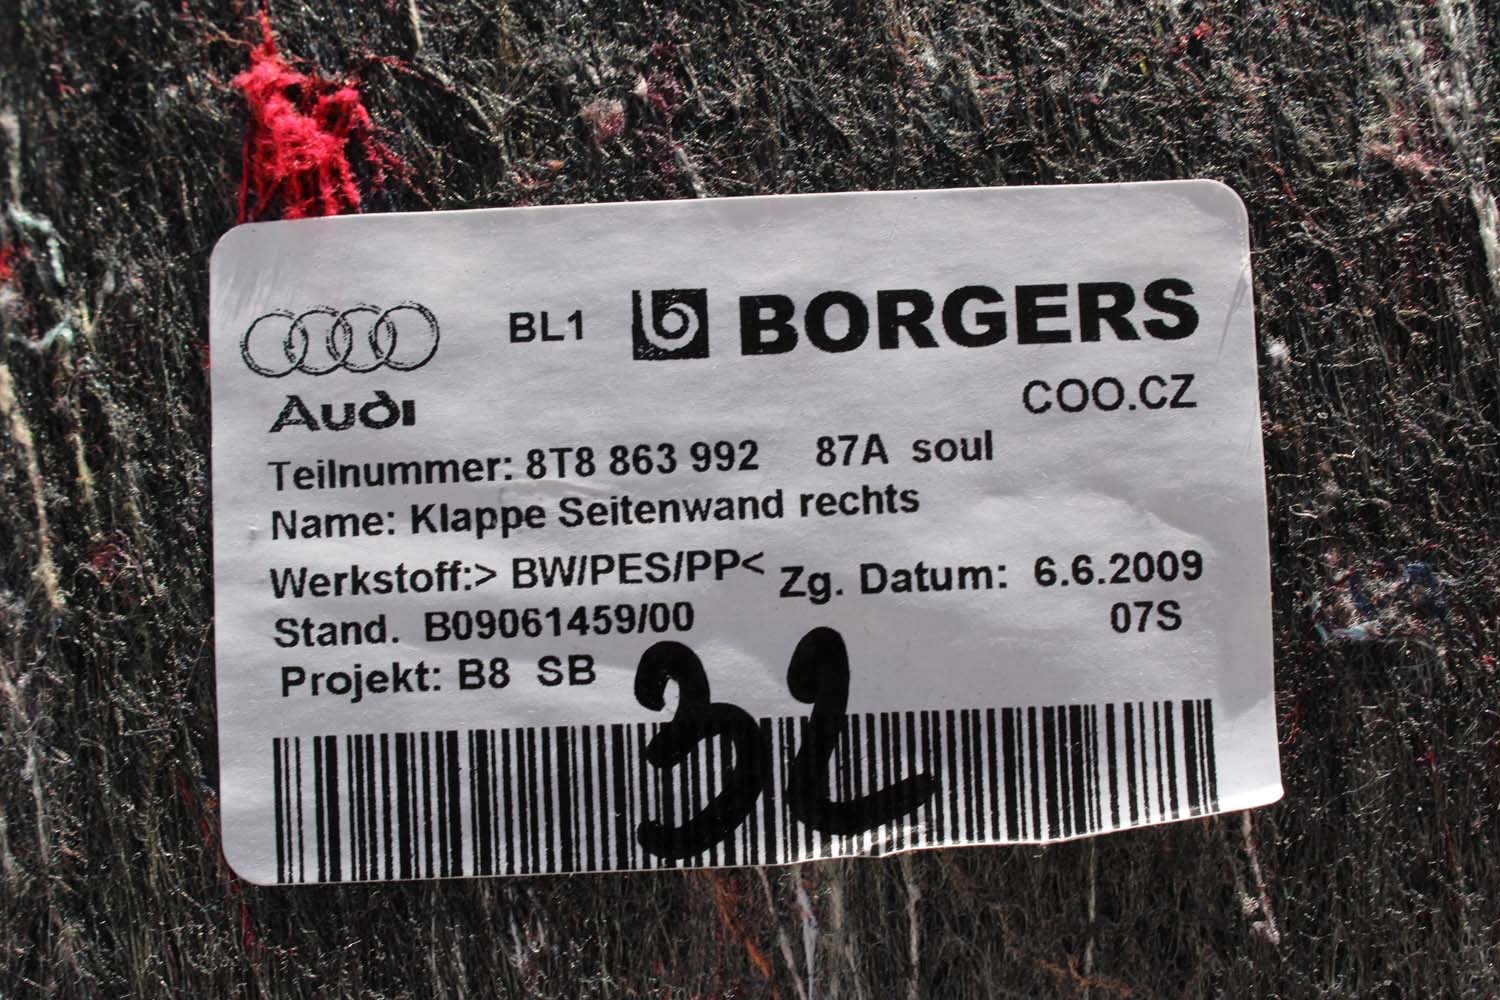 BL1 BORGERS
Audi COO.CZ
Teilnummer: 8T8 863 992 87A soul
Name: Klappe Seitenwand rechts
Werkstoff:> BW/PES/PP< Zg. Datum: 6.6.2009
Stand. B09061459/00 07S
Projekt: B8 SB
32